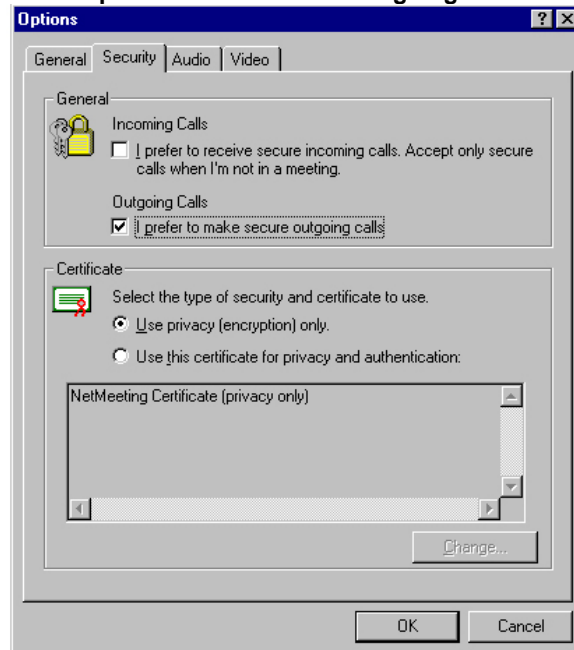 Options
General Security Audio Video
General
Incoming Calls
I prefer to receive secure incoming calls. Accept only secure
calls when I'm not in a meeting.
Outgoing Calls
I prefer to make secure outgoing calls
Certificate
Select the type of security and certificate to use.
Use privacy (encryption) only.
Use this certificate for privacy and authentication:
NetMeeting Certificate (privacy only)
Change...
OK Cancel